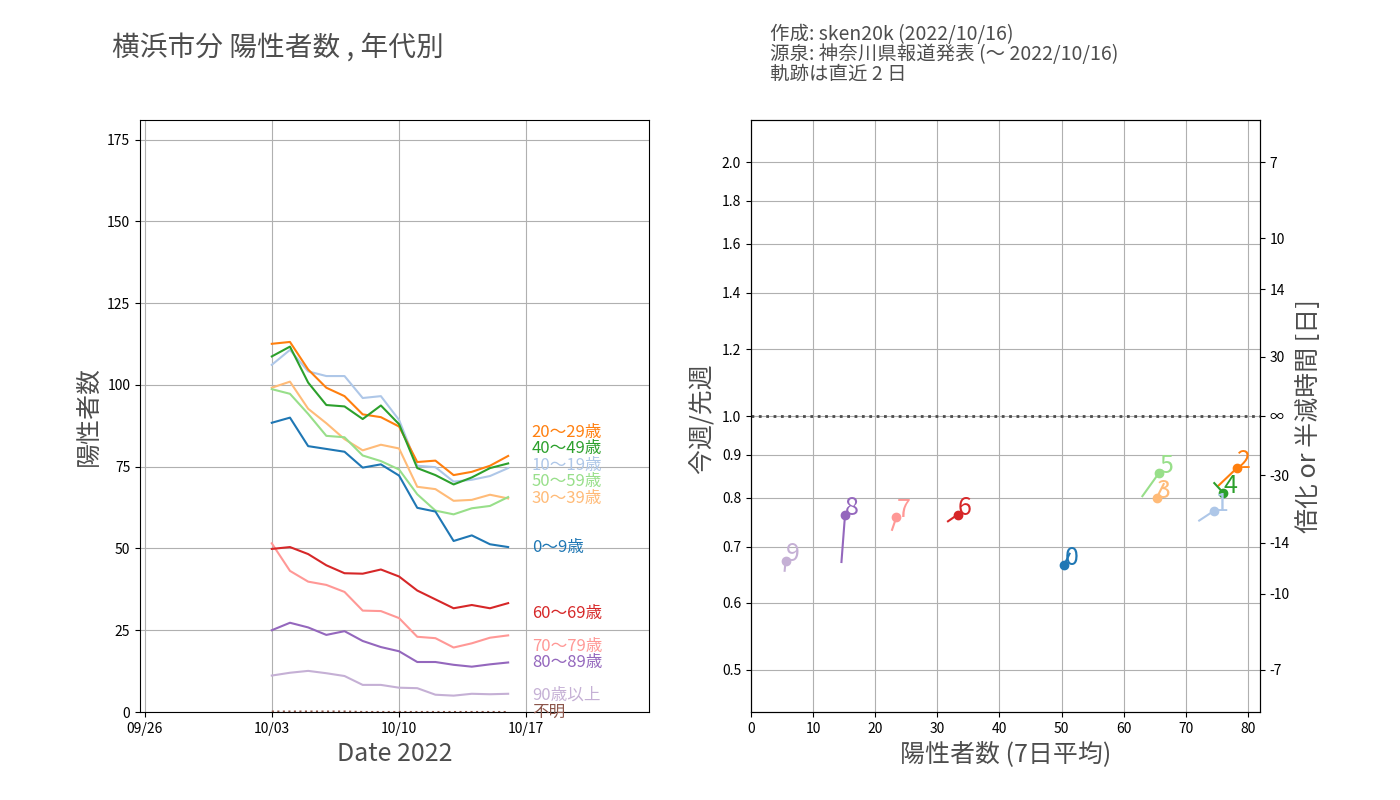 横浜市分 陽性者数 , 年代別
作成: sken20k (2022/10/16)
源泉: 神奈川県報道発表 (〜 2022/10/16)
軌跡は直近 2 日
陽性者数
175
150
125
100
75
50
25
0
09/26
10/03
10/10
10/17
Date 2022
20〜29歳
40〜49歳
10〜19歳
50〜59歳
30〜39歳
0〜9歳
60〜69歳
70〜79歳
80〜89歳
90歳以上
不明
今週/先週
2.0
1.8
1.6
1.4
1.2
1.0
0.9
0.8
0.7
0.6
0.5
0
10
20
30
40
50
60
70
80
陽性者数 (7日平均)
9
8
7
6
0
5
3
1
4
2
7
10
14
30
∞
-30
-14
-10
-7
倍化 or 半減時間 [日]